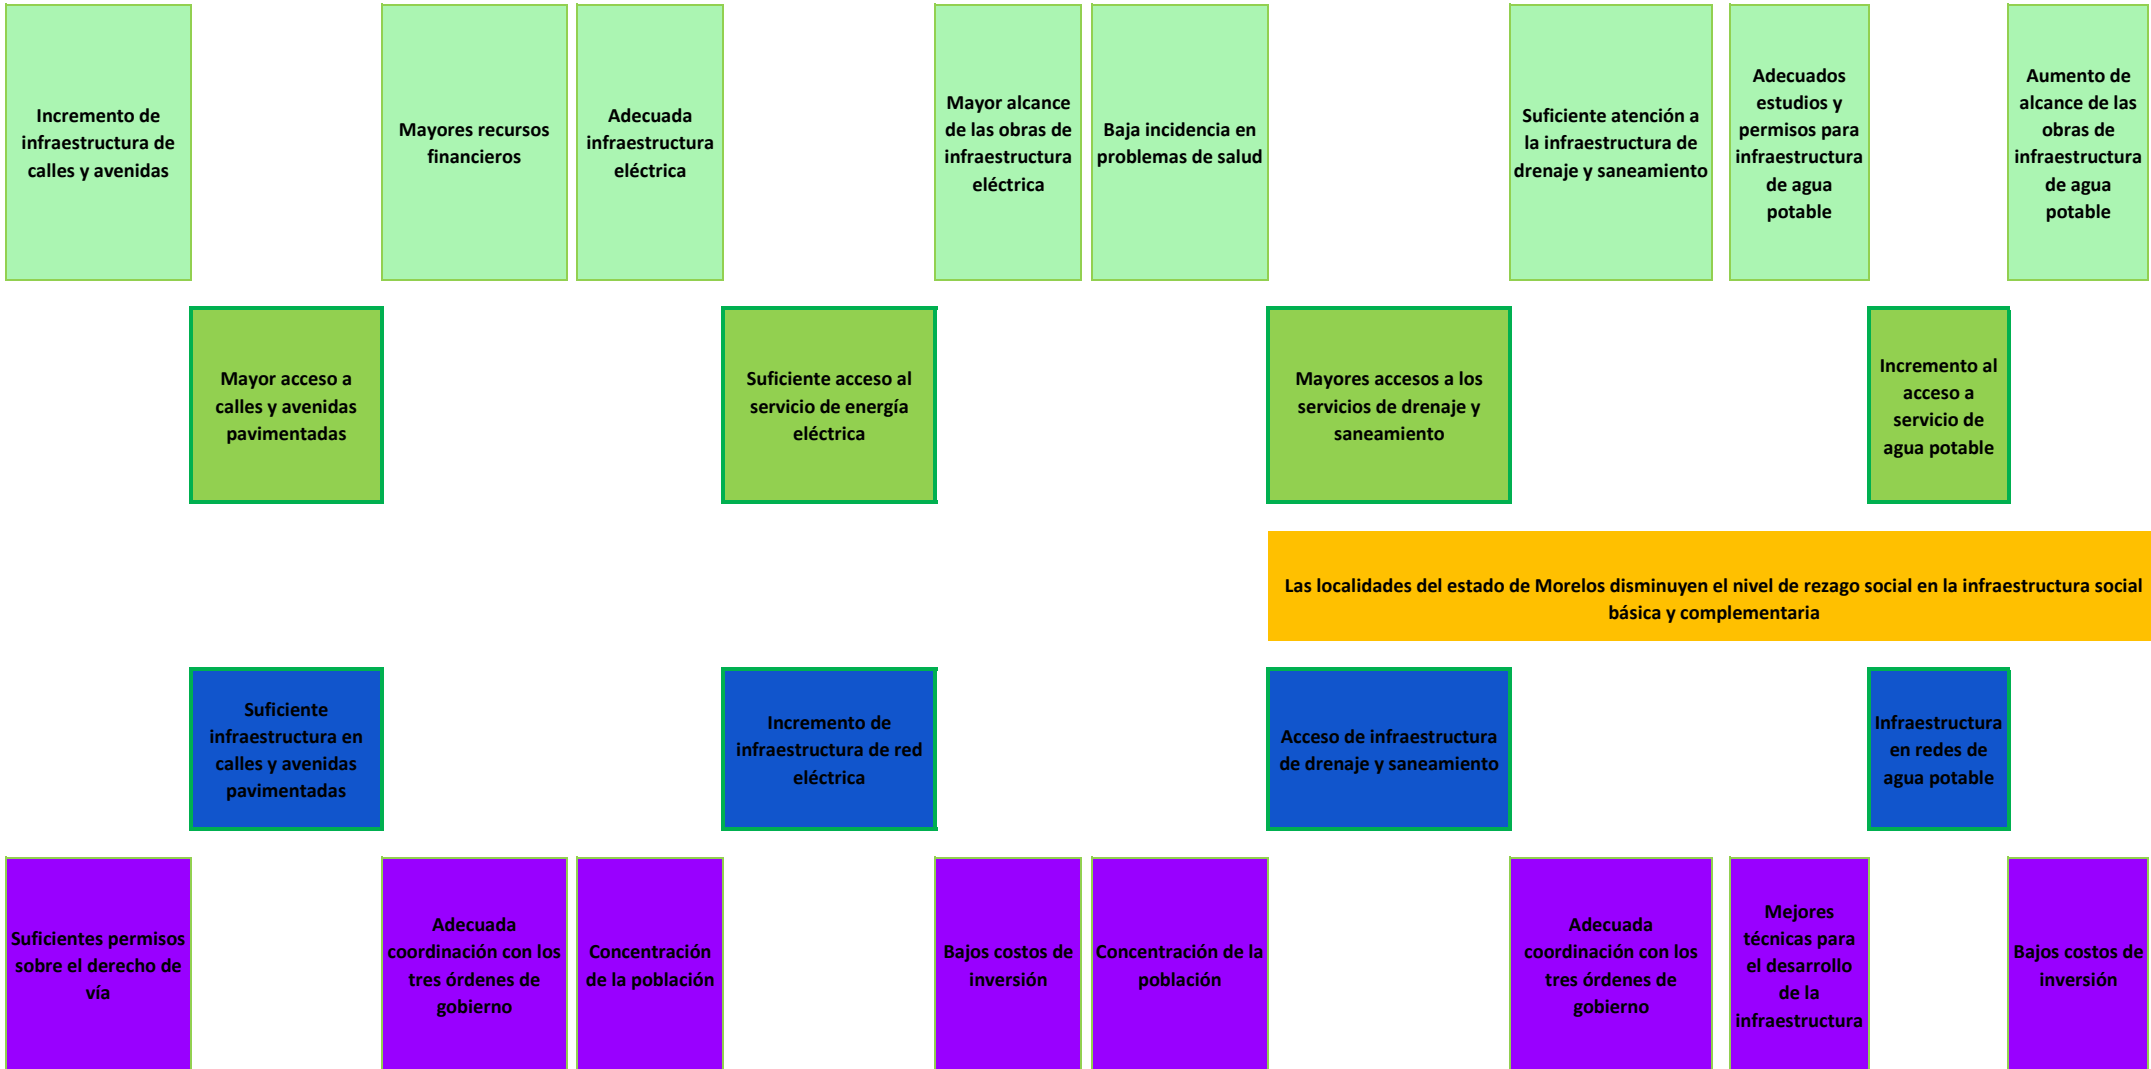 Incremento de
infraestructura de
calles y avenidas
Mayores recursos
financieros
Adecuada
infraestructura
eléctrica
Mayor alcance
de las obras de
infraestructura
eléctrica
Baja incidencia en
problemas de salud
Suficiente atención a
la infraestructura de
drenaje y saneamiento
Adecuados
estudios y
permisos para
infraestructura
de agua
potable
Aumento de
alcance de las
obras de
infraestructura
de agua
potable
Mayor acceso a
calles y avenidas
pavimentadas
Suficiente acceso al
servicio de energía
eléctrica
Mayores accesos a los
servicios de drenaje y
saneamiento
Incremento al
acceso a
servicio de
agua potable
Las localidades del estado de Morelos disminuyen el nivel de rezago social en la infraestructura social
básica y complementaria
Suficiente
infraestructura en
calles y avenidas
pavimentadas
Incremento de
infraestructura de red
eléctrica
Acceso de infraestructura
de drenaje y saneamiento
Infraestructura
en redes de
agua potable
Suficientes permisos
sobre el derecho de
vía
Adecuada
coordinación con los
tres órdenes de
gobierno
Concentración
de la población
Bajos costos de
inversión
Concentración de la
población
Adecuada
coordinación con los
tres órdenes de
gobierno
Mejores
técnicas para
el desarrollo
de la
infraestructura
Bajos costos de
inversión